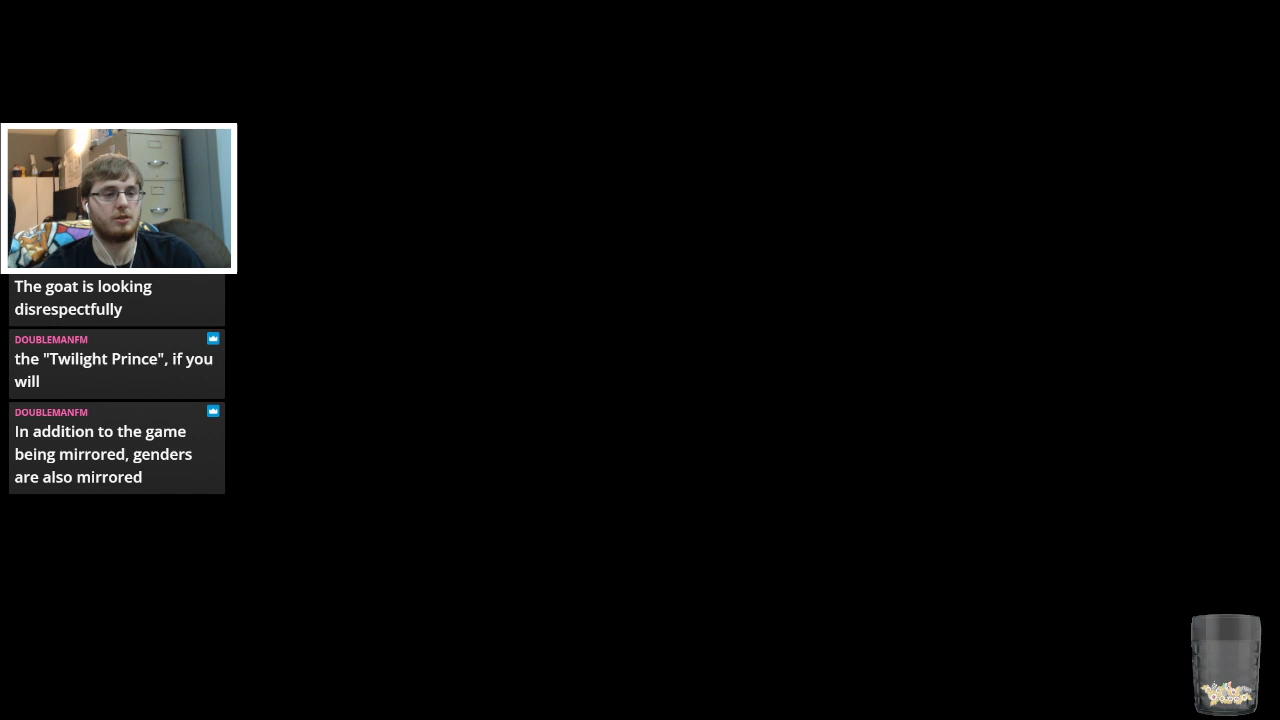 The goat is looking
disrespectfully
DOUBLEMANFM
the "Twilight Prince", if you
will
DOUBLEMANFM
In addition to the game
being mirrored, genders
are also mirrored